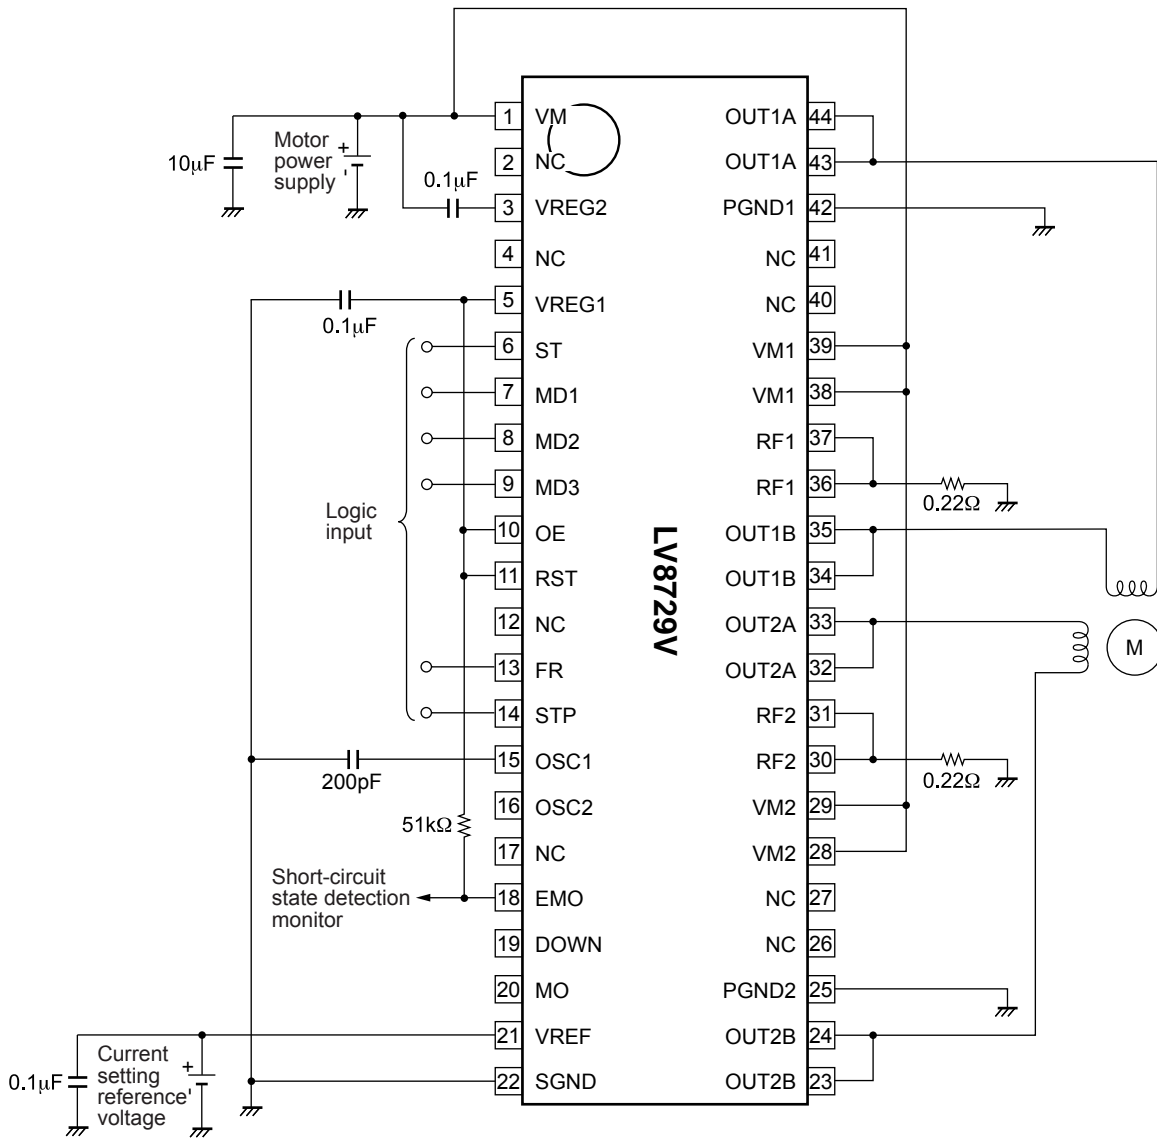 1 VM OUT1A 44
10µF
Motor
power
supply
+
2 NC OUT1A 43
0.1µF
3 VREG2 PGND1 42
4 NC NC 41
5 VREG1 NC 40
0.1µF
6 ST VM1 39
7 MD1 VM1 38
8 MD2 RF1 37
9 MD3 RF1 36
0.22Ω
Logic
input
10 OE OUT1B 35
11 RST OUT1B 34
LV8729V
12 NC OUT2A 33
M
13 FR OUT2A 32
14 STP RF2 31
15 OSC1 RF2 30
200pF
0.22Ω
16 OSC2 VM2 29
51kΩ
17 NC VM2 28
Short-circuit
state detection
monitor
18 EMO NC 27
19 DOWN NC 26
20 MO PGND2 25
21 VREF OUT2B 24
0.1µF
Current
setting
reference
voltage
+
22 SGND OUT2B 23